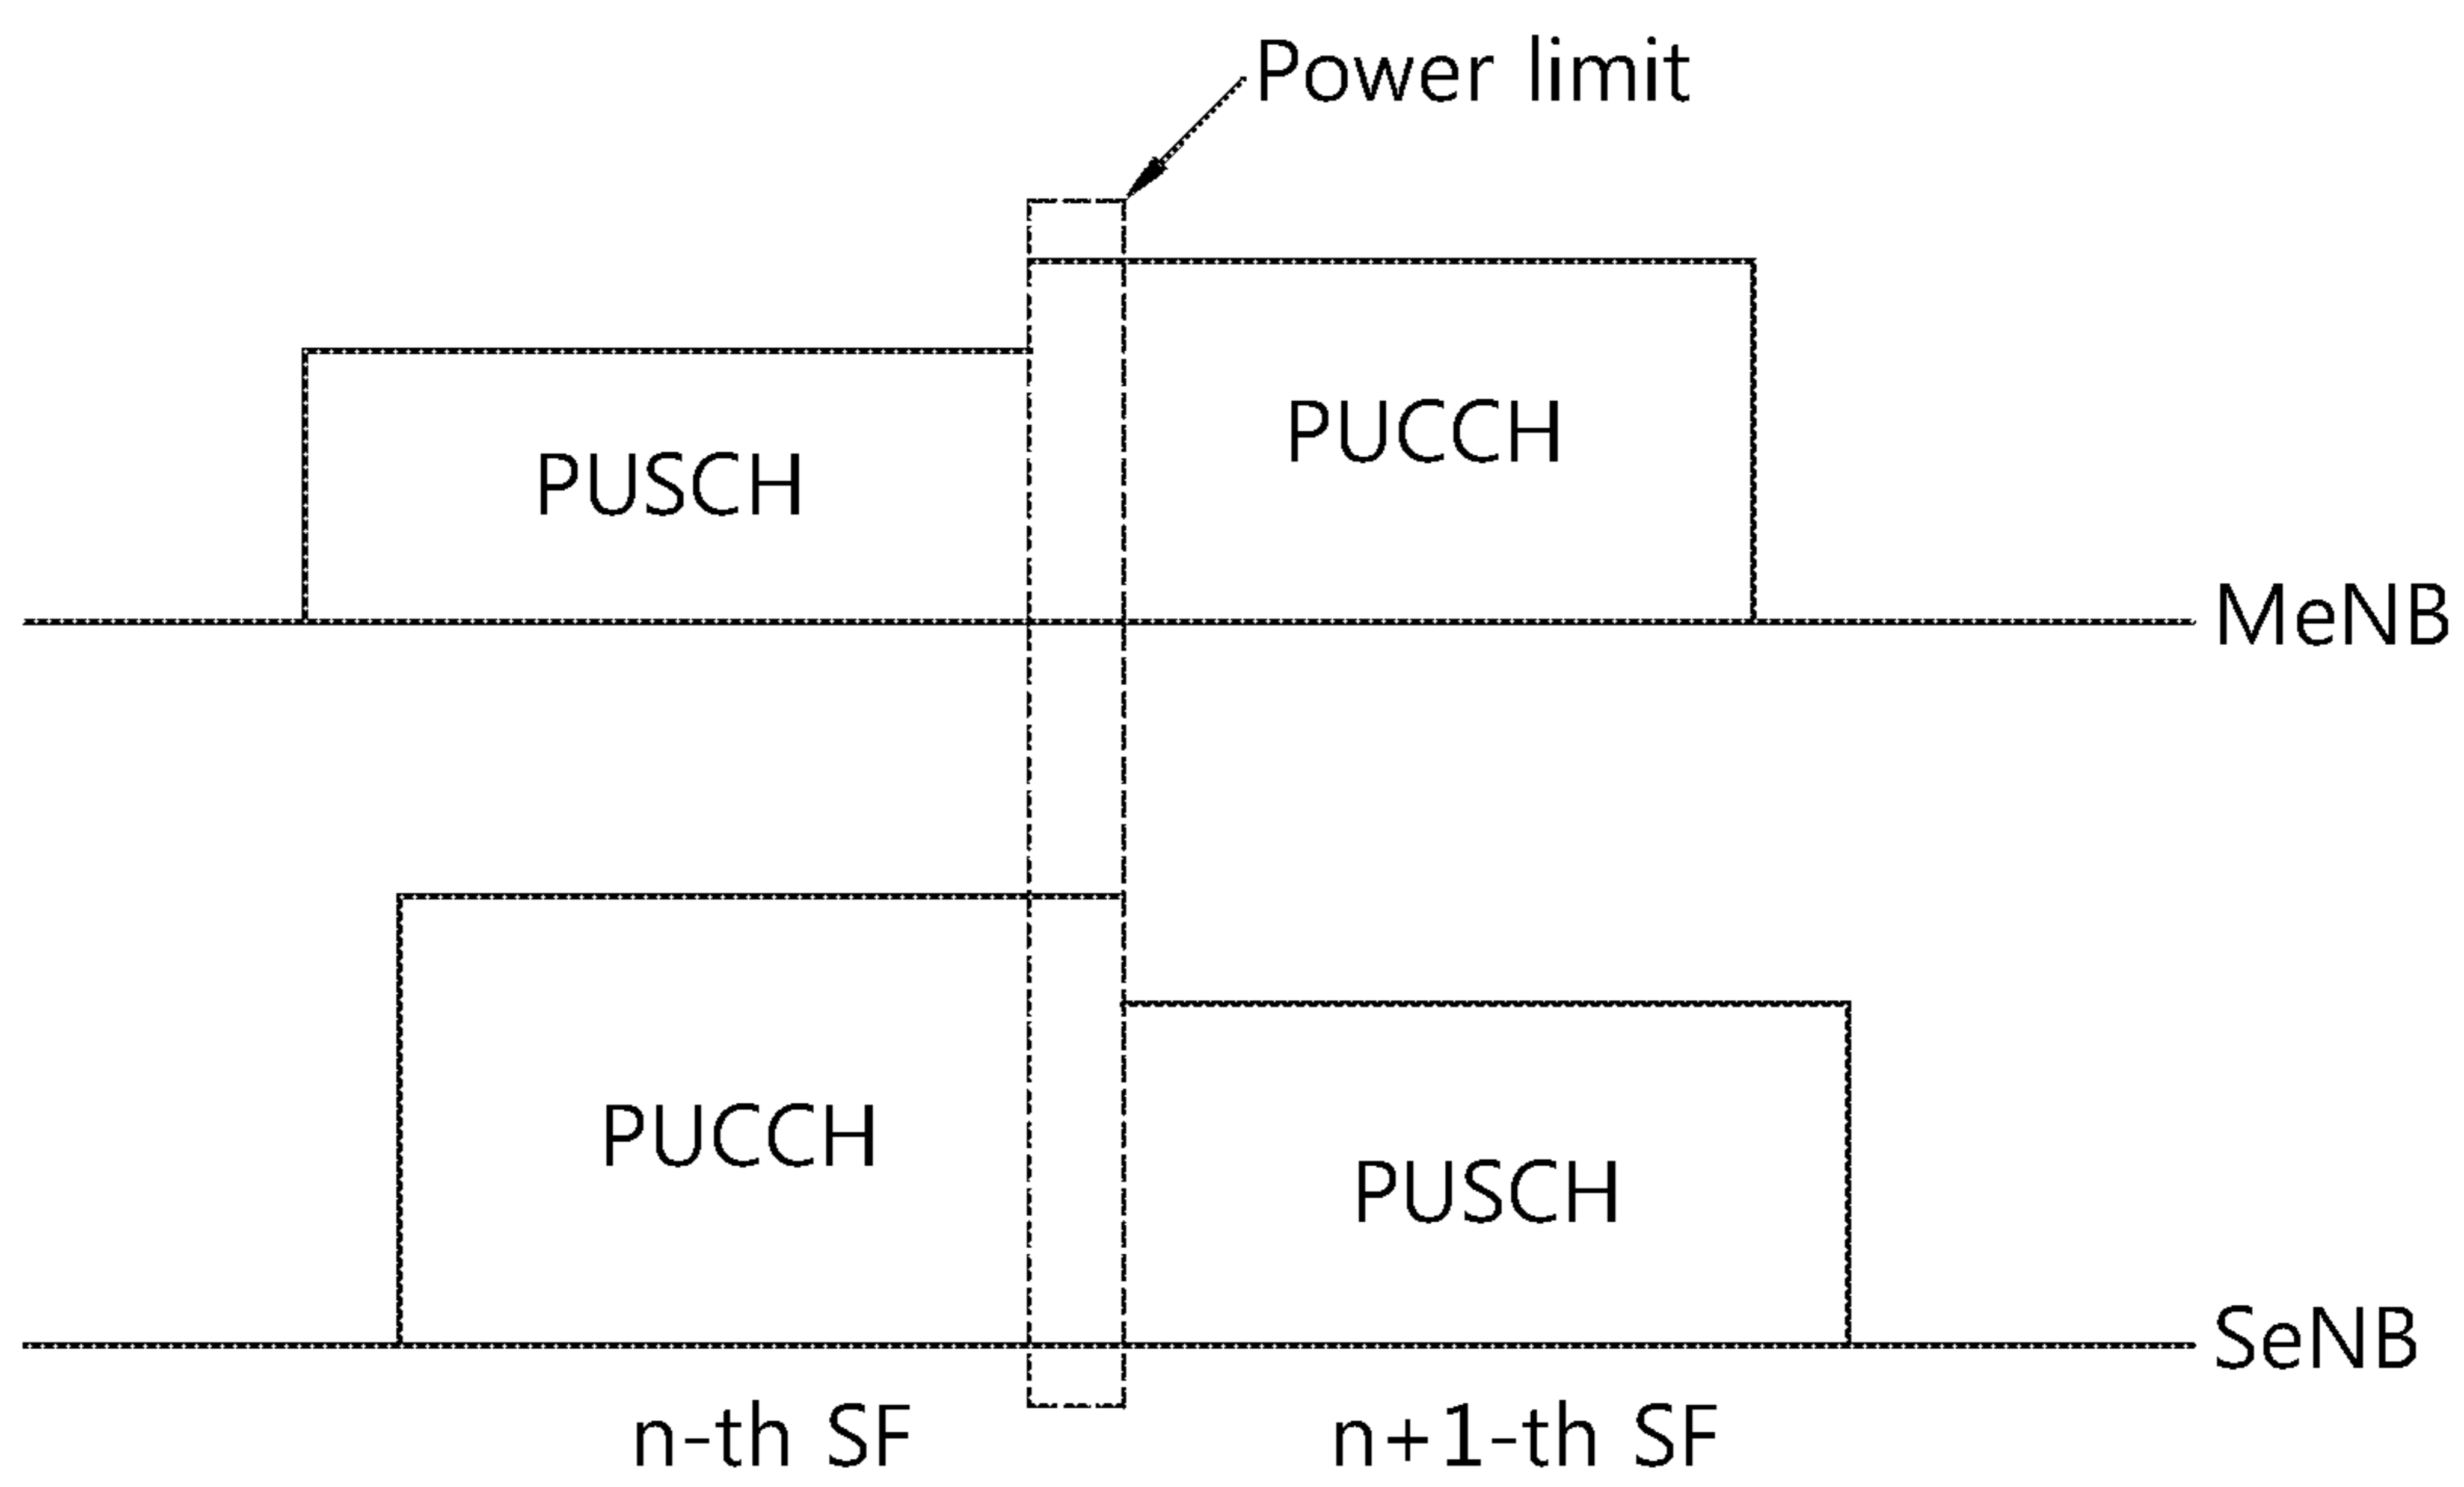 Power limit
PUCCH
PUSCH
MeNB
PUCCH
PUSCH
SeNB
n-th SF
n+1-th SF